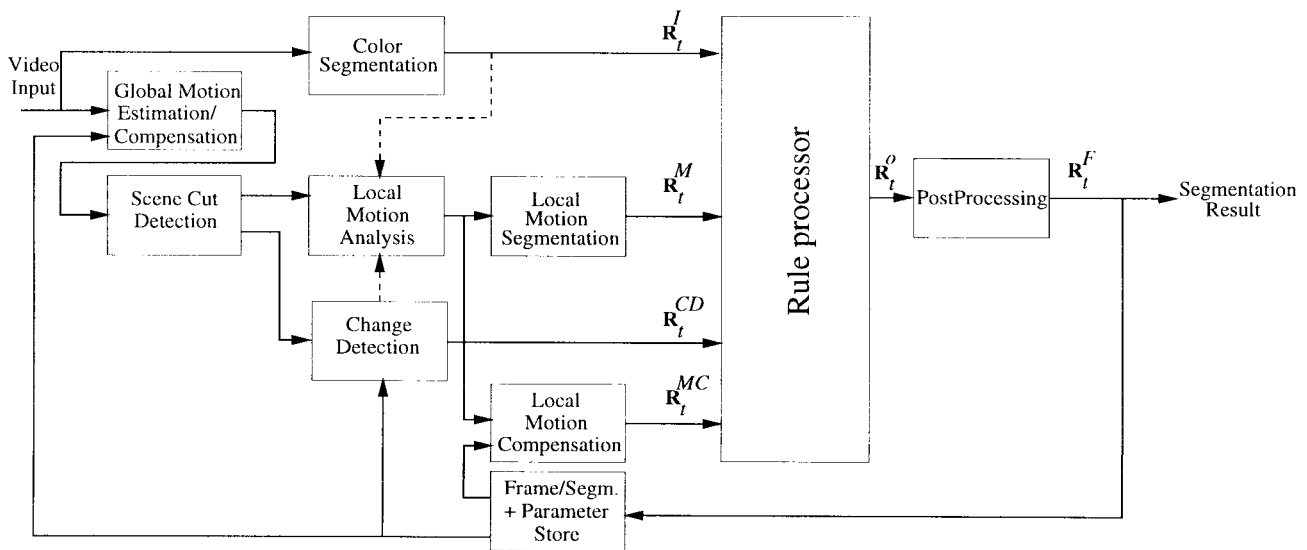 Video
Input
Color
Segmentation
Global Motion
Estimation/
Compensation
Scene Cut
Detection
Local
Motion
Analysis
Local
Motion
Segmentation
Change
Detection
Local
Motion
Compensation
Frame/Segm.
+ Parameter
Store
R_t^I
R_t^M
R_t^CD
R_t^MC
Rule processor
R_t^o
PostProcessing
R_t^F
Segmentation
Result